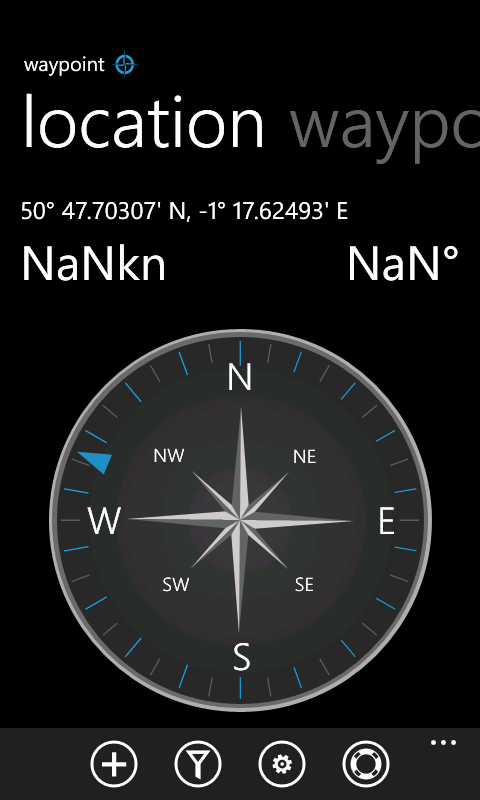 waypoint
location waypo
50° 47.70307' N, -1° 17.62493' E
NaNkn NaN°
N
NW NE
W E
SW SE
S